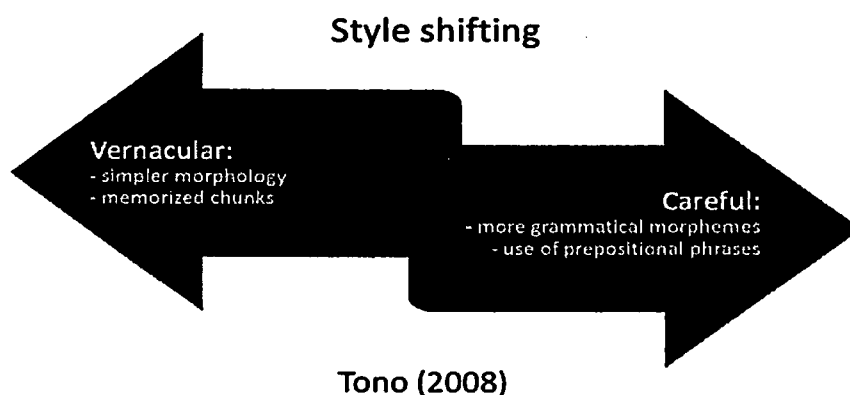 Style shifting
Vernacular:
- simpler morphology
- memorized chunks
Careful:
- more grammatical morphemes
- use of prepositional phrases
Tono (2008)